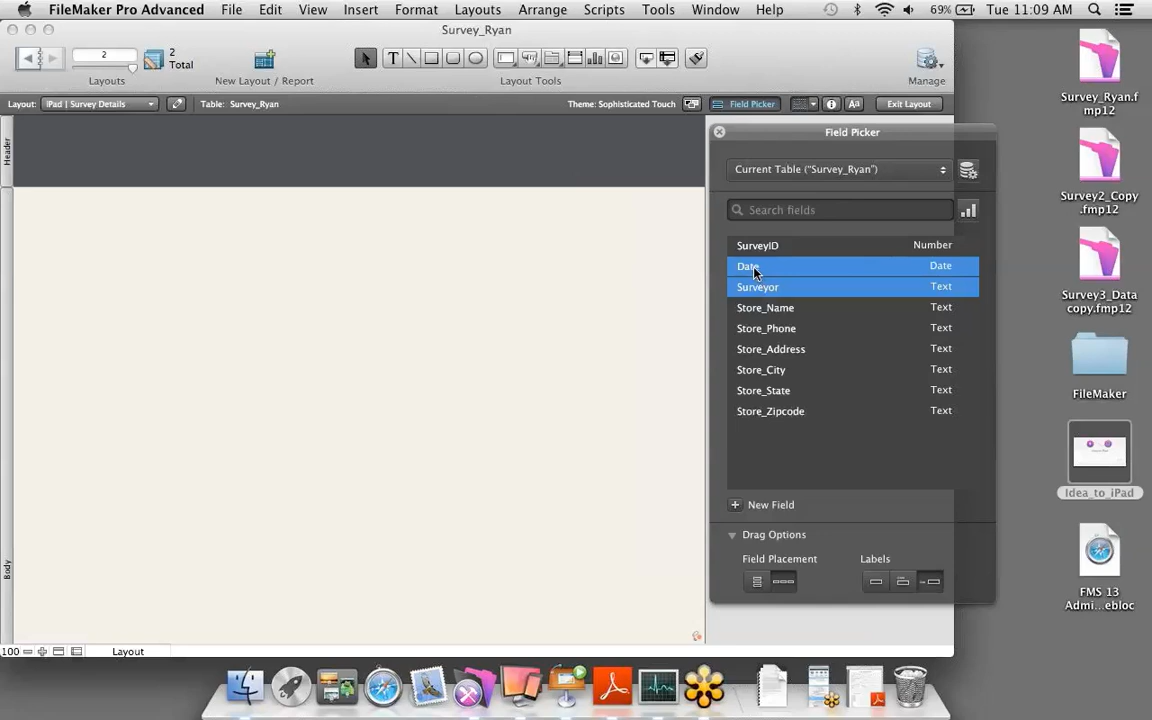 FileMaker Pro Advanced File Edit View Insert Format Layouts Arrange Scripts Tools Window Help 69% Tue 11:09 AM
Survey_Ryan
2
2
Total
Layouts
New Layout / Report
Layout Tools
Manage
Layout: iPad | Survey Details Table: Survey_Ryan Theme: Sophisticated Touch Field Picker Aa Exit Layout
Header
Body
Field Picker
Current Table ("Survey_Ryan")
Search fields
SurveyID Number
Date Date
Surveyor Text
Store_Name Text
Store_Phone Text
Store_Address Text
Store_City Text
Store_State Text
Store_Zipcode Text
New Field
Drag Options
Field Placement Labels
100 Layout
Survey_Ryan.f
mp12
Survey2_Copy
.fmp12
Survey3_Data
copy.fmp12
FileMaker
Idea_to_iPad
FMS 13
Admi...ebloc